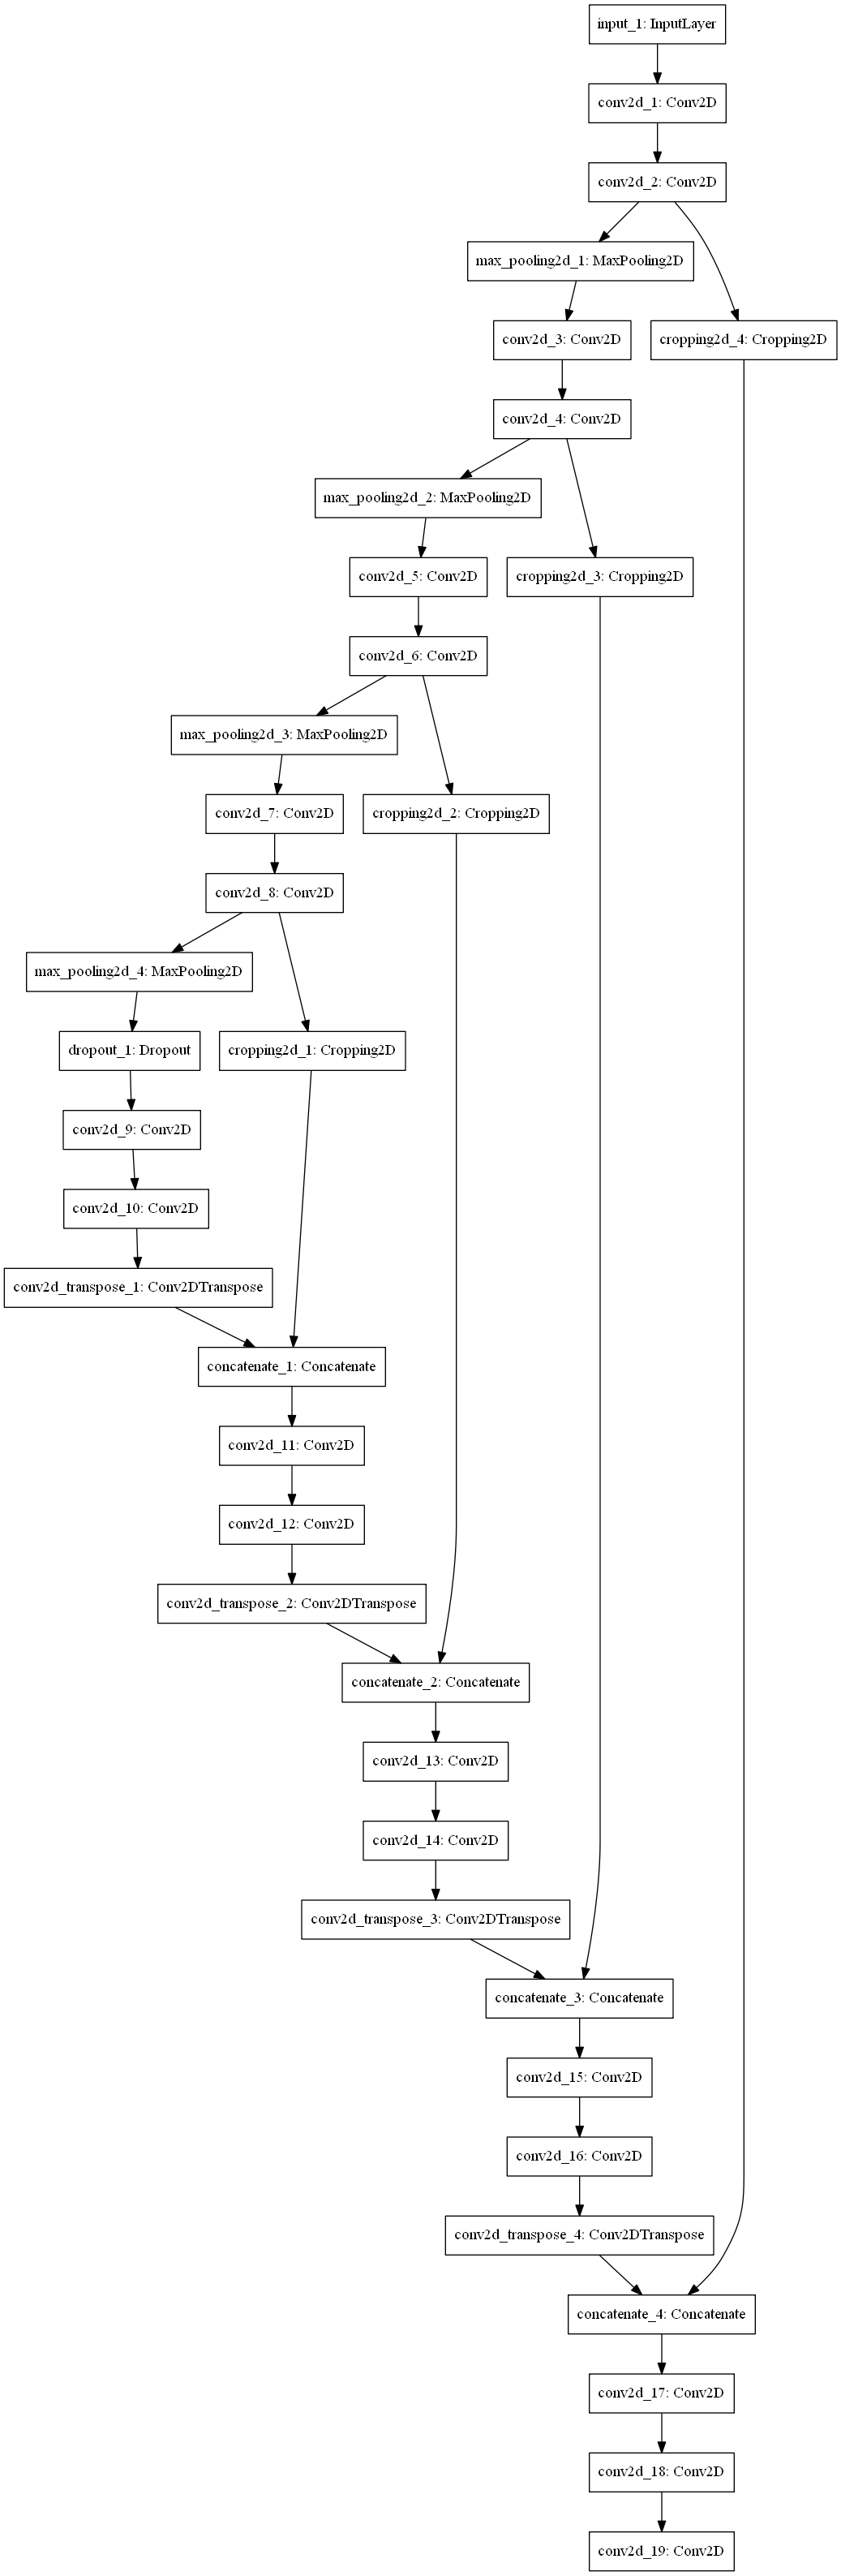 input_1: InputLayer
conv2d_1: Conv2D
conv2d_2: Conv2D
max_pooling2d_1: MaxPooling2D
conv2d_3: Conv2D
cropping2d_4: Cropping2D
conv2d_4: Conv2D
max_pooling2d_2: MaxPooling2D
conv2d_5: Conv2D
cropping2d_3: Cropping2D
conv2d_6: Conv2D
max_pooling2d_3: MaxPooling2D
conv2d_7: Conv2D
cropping2d_2: Cropping2D
conv2d_8: Conv2D
max_pooling2d_4: MaxPooling2D
dropout_1: Dropout
cropping2d_1: Cropping2D
conv2d_9: Conv2D
conv2d_10: Conv2D
conv2d_transpose_1: Conv2DTranspose
concatenate_1: Concatenate
conv2d_11: Conv2D
conv2d_12: Conv2D
conv2d_transpose_2: Conv2DTranspose
concatenate_2: Concatenate
conv2d_13: Conv2D
conv2d_14: Conv2D
conv2d_transpose_3: Conv2DTranspose
concatenate_3: Concatenate
conv2d_15: Conv2D
conv2d_16: Conv2D
conv2d_transpose_4: Conv2DTranspose
concatenate_4: Concatenate
conv2d_17: Conv2D
conv2d_18: Conv2D
conv2d_19: Conv2D